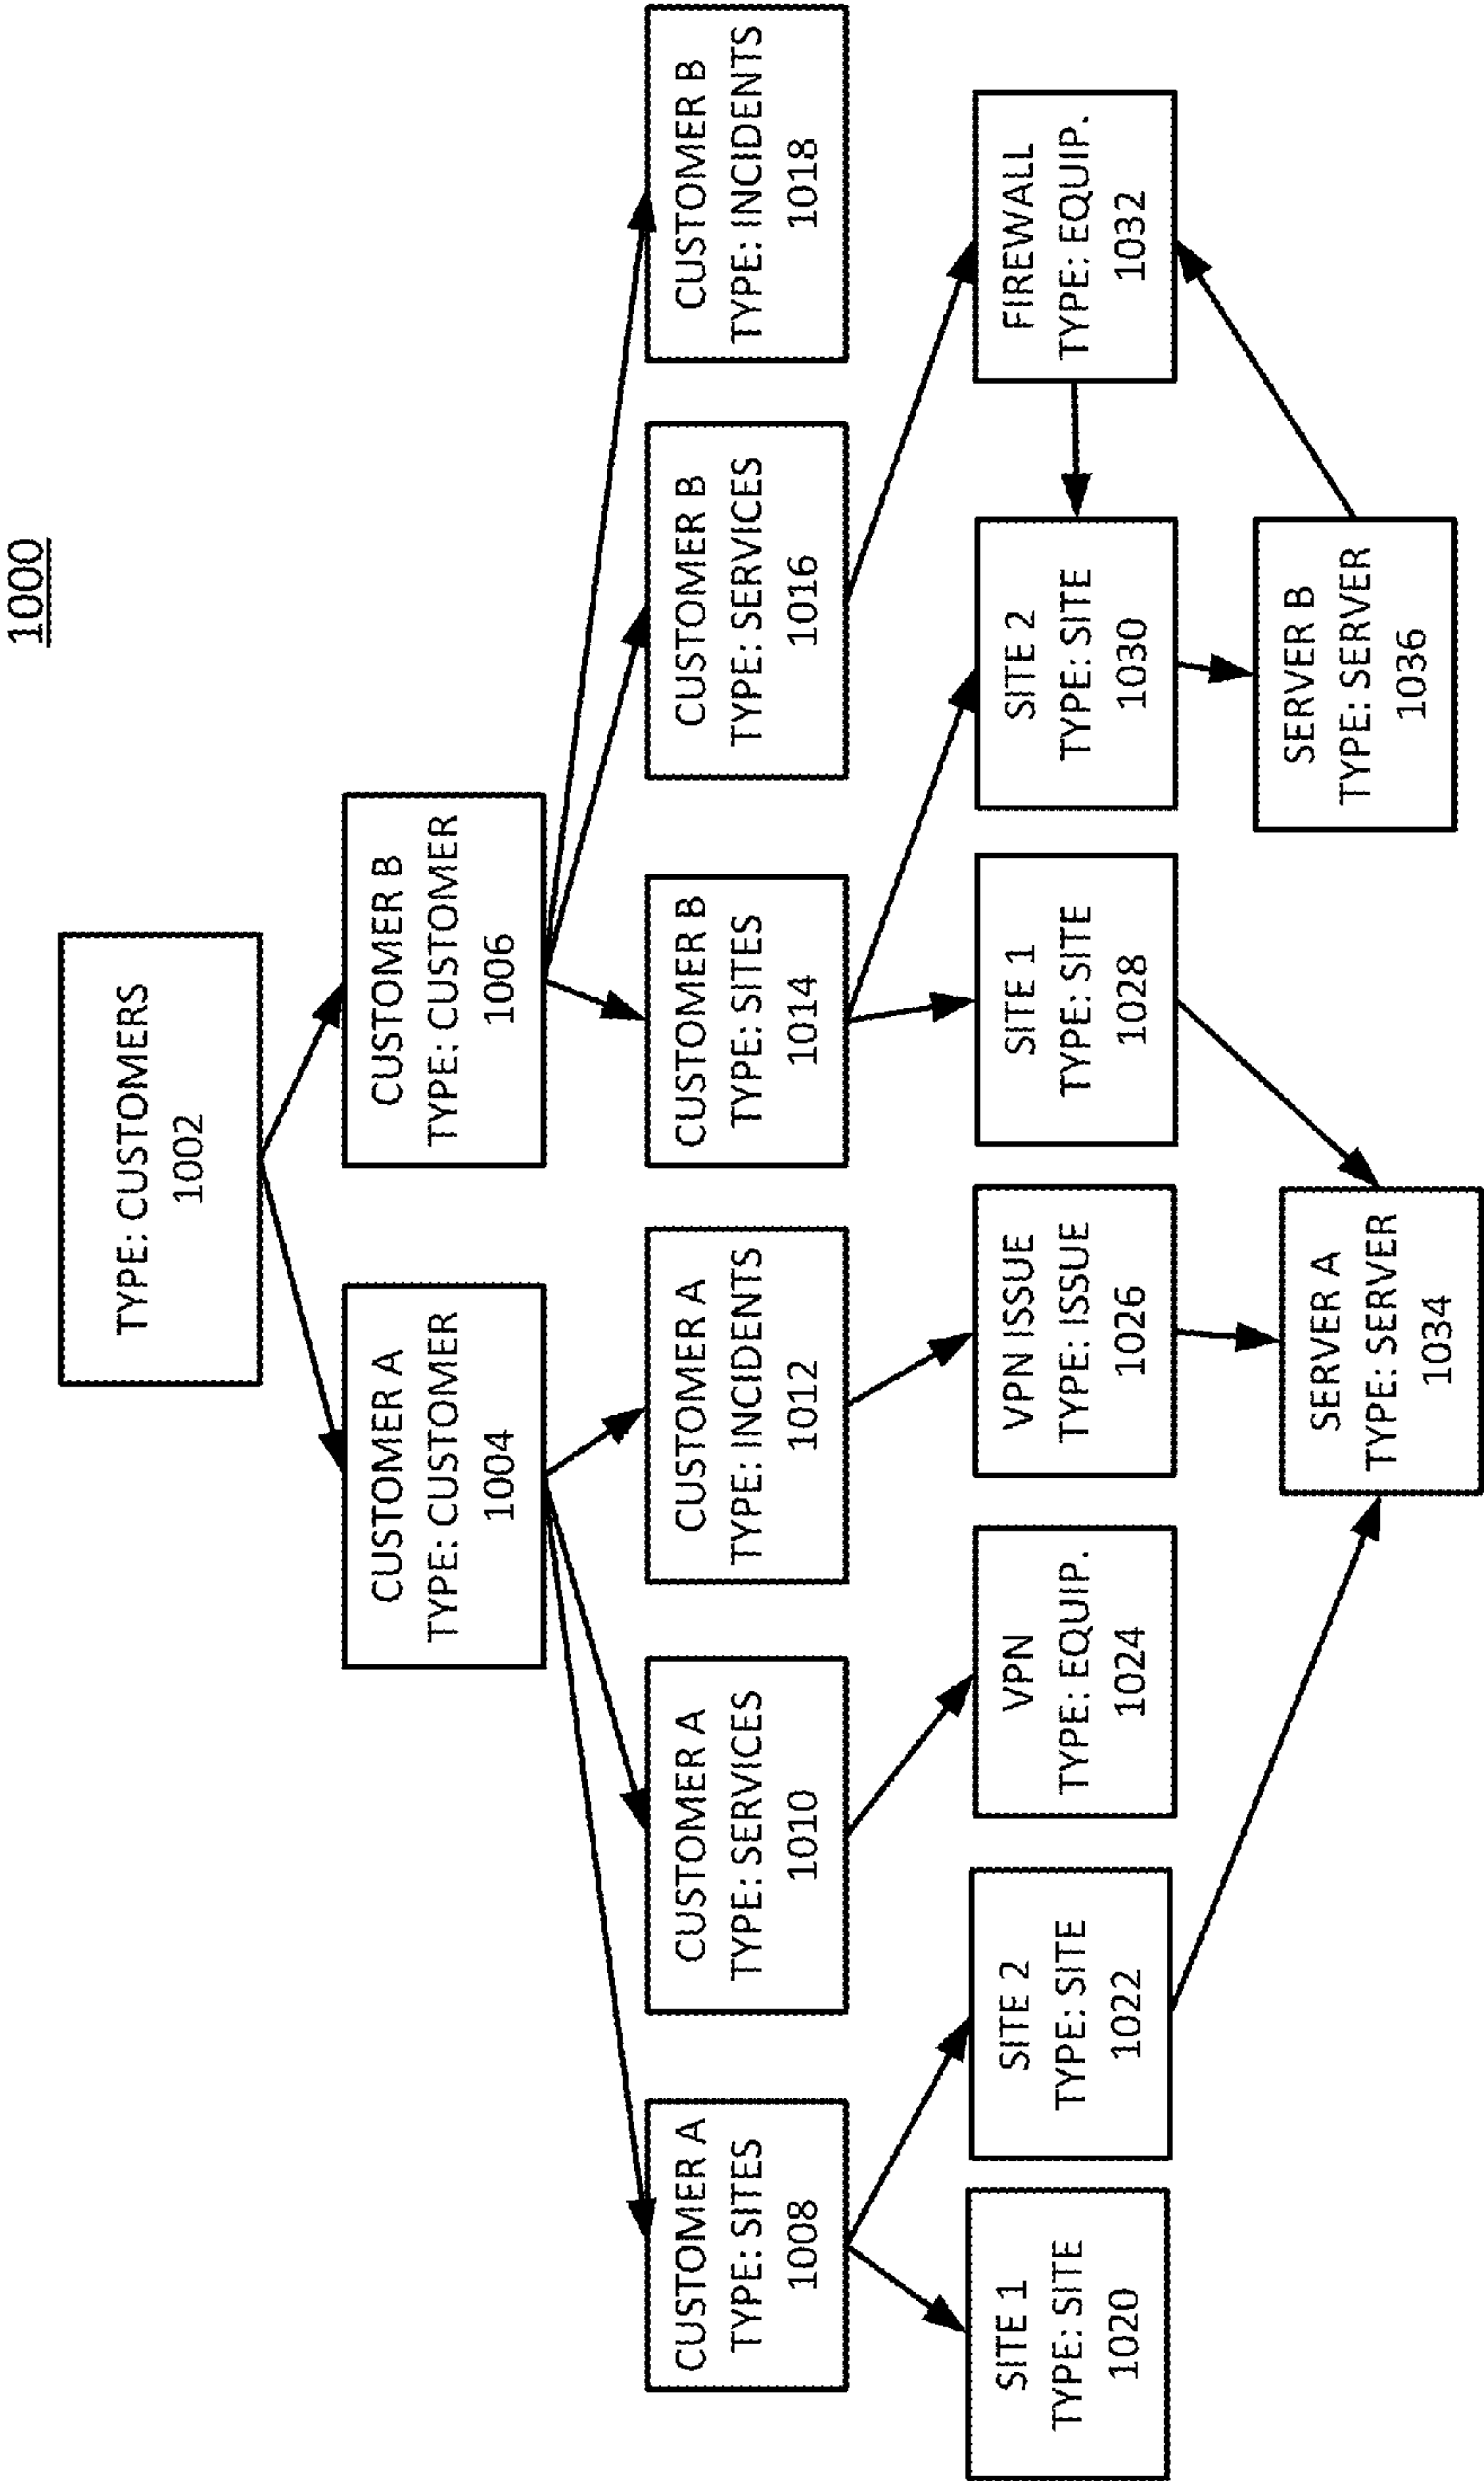 1000
TYPE: CUSTOMERS
1002
CUSTOMER A
TYPE: CUSTOMER
1004
CUSTOMER B
TYPE: CUSTOMER
1006
CUSTOMER A
TYPE: SITES
1008
CUSTOMER A
TYPE: SERVICES
1010
CUSTOMER A
TYPE: INCIDENTS
1012
CUSTOMER B
TYPE: SITES
1014
CUSTOMER B
TYPE: SERVICES
1016
CUSTOMER B
TYPE: INCIDENTS
1018
SITE 1
TYPE: SITE
1020
SITE 2
TYPE: SITE
1022
VPN
TYPE: EQUIP.
1024
VPN ISSUE
TYPE: ISSUE
1026
SITE 1
TYPE: SITE
1028
SITE 2
TYPE: SITE
1030
FIREWALL
TYPE: EQUIP.
1032
SERVER A
TYPE: SERVER
1034
SERVER B
TYPE: SERVER
1036